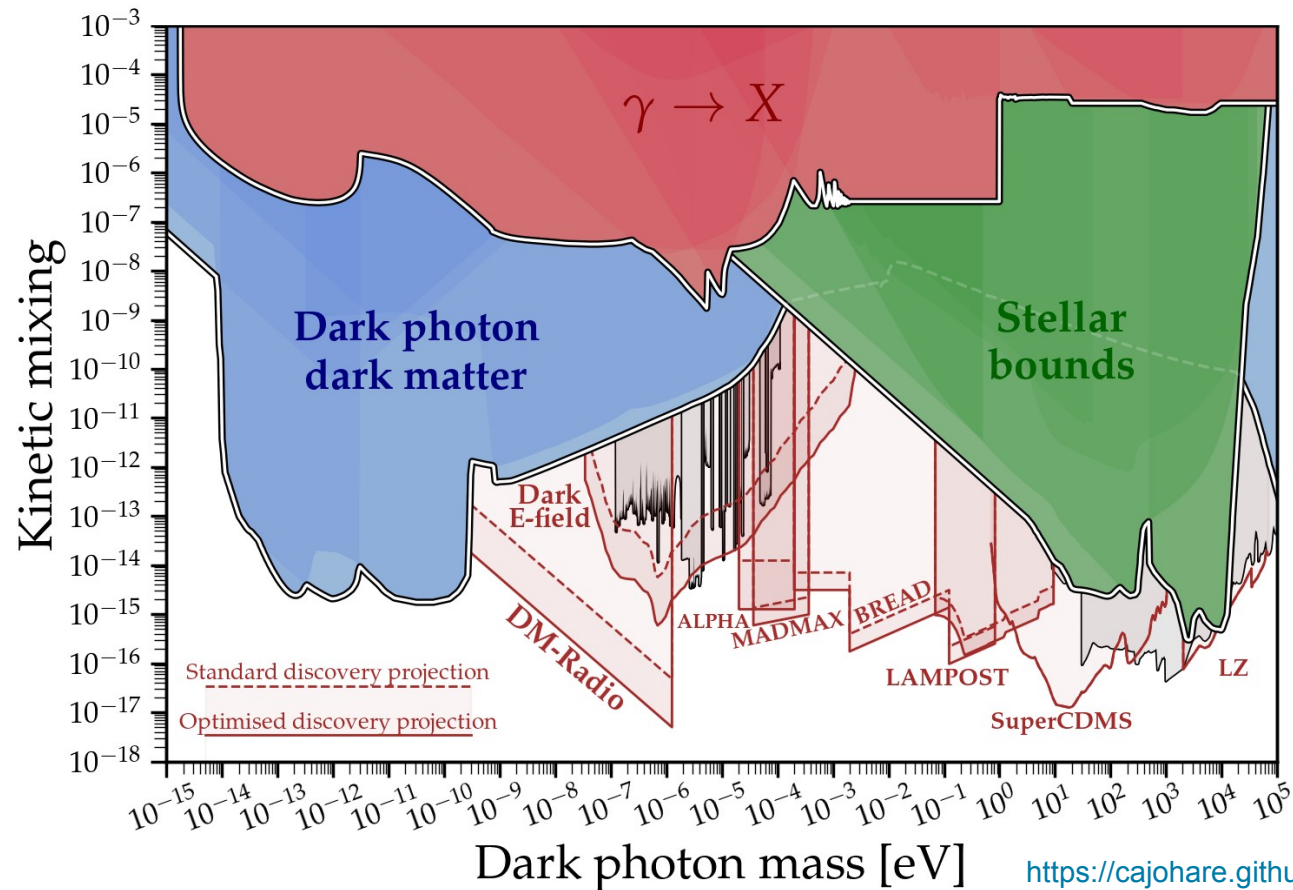 10⁻³
10⁻⁴
10⁻⁵
10⁻⁶
10⁻⁷
10⁻⁸
10⁻⁹
10⁻¹⁰
10⁻¹¹
10⁻¹²
10⁻¹³
10⁻¹⁴
10⁻¹⁵
10⁻¹⁶
10⁻¹⁷
10⁻¹⁸
Kinetic mixing
γ → X
Dark photon
dark matter
Stellar
bounds
Dark
E-field
DM-Radio
ALPHA
MADMAX
BREAD
LAMPOST
SuperCDMS
LZ
Standard discovery projection
Optimised discovery projection
10⁻¹⁵ 10⁻¹⁴ 10⁻¹³ 10⁻¹² 10⁻¹¹ 10⁻¹⁰ 10⁻⁹ 10⁻⁸ 10⁻⁷ 10⁻⁶ 10⁻⁵ 10⁻⁴ 10⁻³ 10⁻² 10⁻¹ 10⁰ 10¹ 10² 10³ 10⁴ 10⁵
Dark photon mass [eV]
https://cajohare.githu